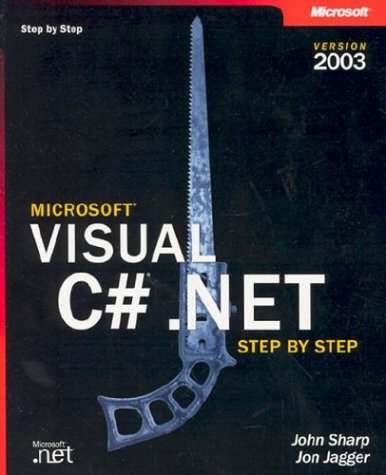 Microsoft
Step by Step
VERSION
2003
MICROSOFT®
VISUAL
C#® .NET
STEP BY STEP
Microsoft®
.net
John Sharp
Jon Jagger